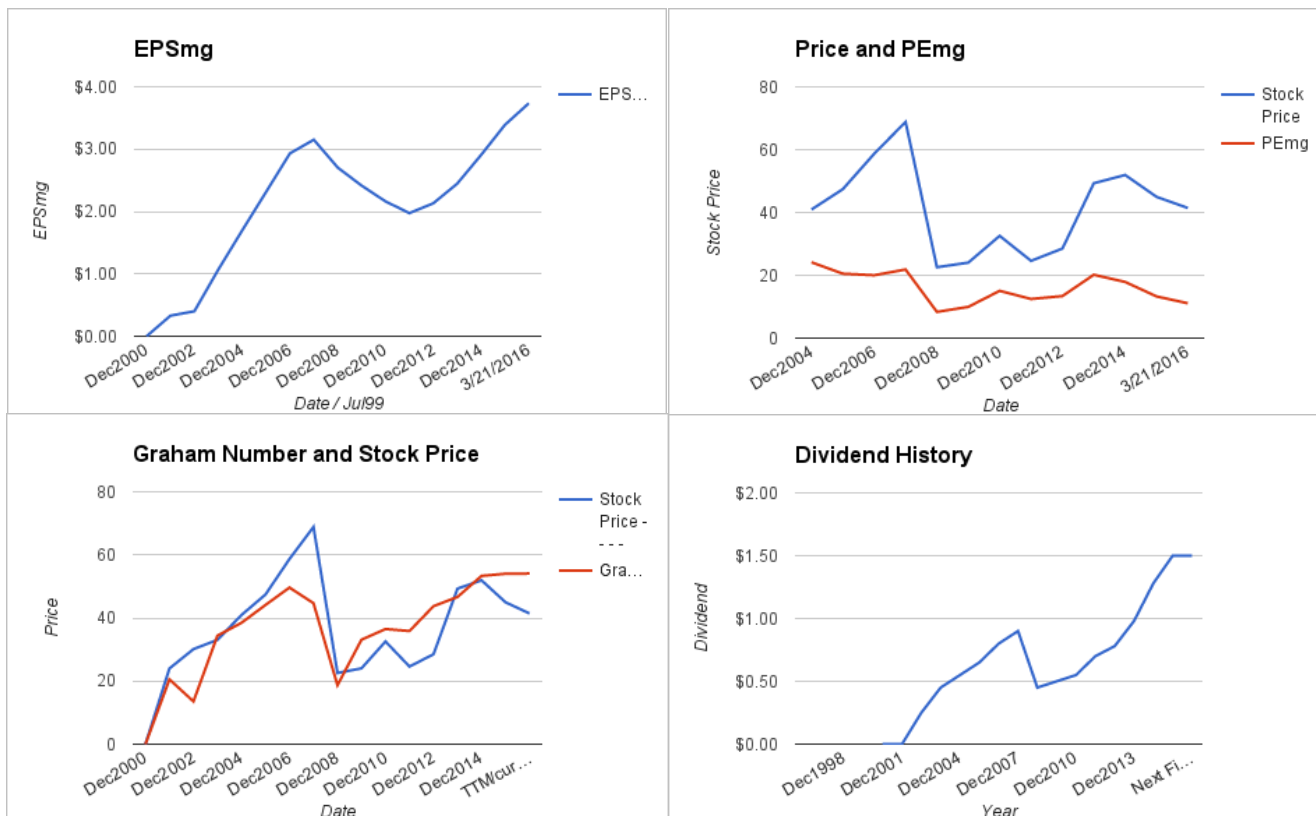 EPSmg
$4.00
$3.00
$2.00
$1.00
$0.00
EPSmg
EPS…
Dec2000
Dec2002
Dec2004
Dec2006
Dec2008
Dec2010
Dec2012
Dec2014
3/21/2016
Date / Jul99
Price and PEmg
80
60
40
20
0
Stock Price
Stock
Price
PEmg
Dec2004
Dec2006
Dec2008
Dec2010
Dec2012
Dec2014
3/21/2016
Date
Graham Number and Stock Price
80
60
40
20
0
Price
Stock
Price -
- - -
Gra…
Dec2000
Dec2002
Dec2004
Dec2006
Dec2008
Dec2010
Dec2012
Dec2014
TTM/cur…
Date
Dividend History
$2.00
$1.50
$1.00
$0.50
$0.00
Dividend
Dec1998
Dec2001
Dec2004
Dec2007
Dec2010
Dec2013
Next Fi…
Year